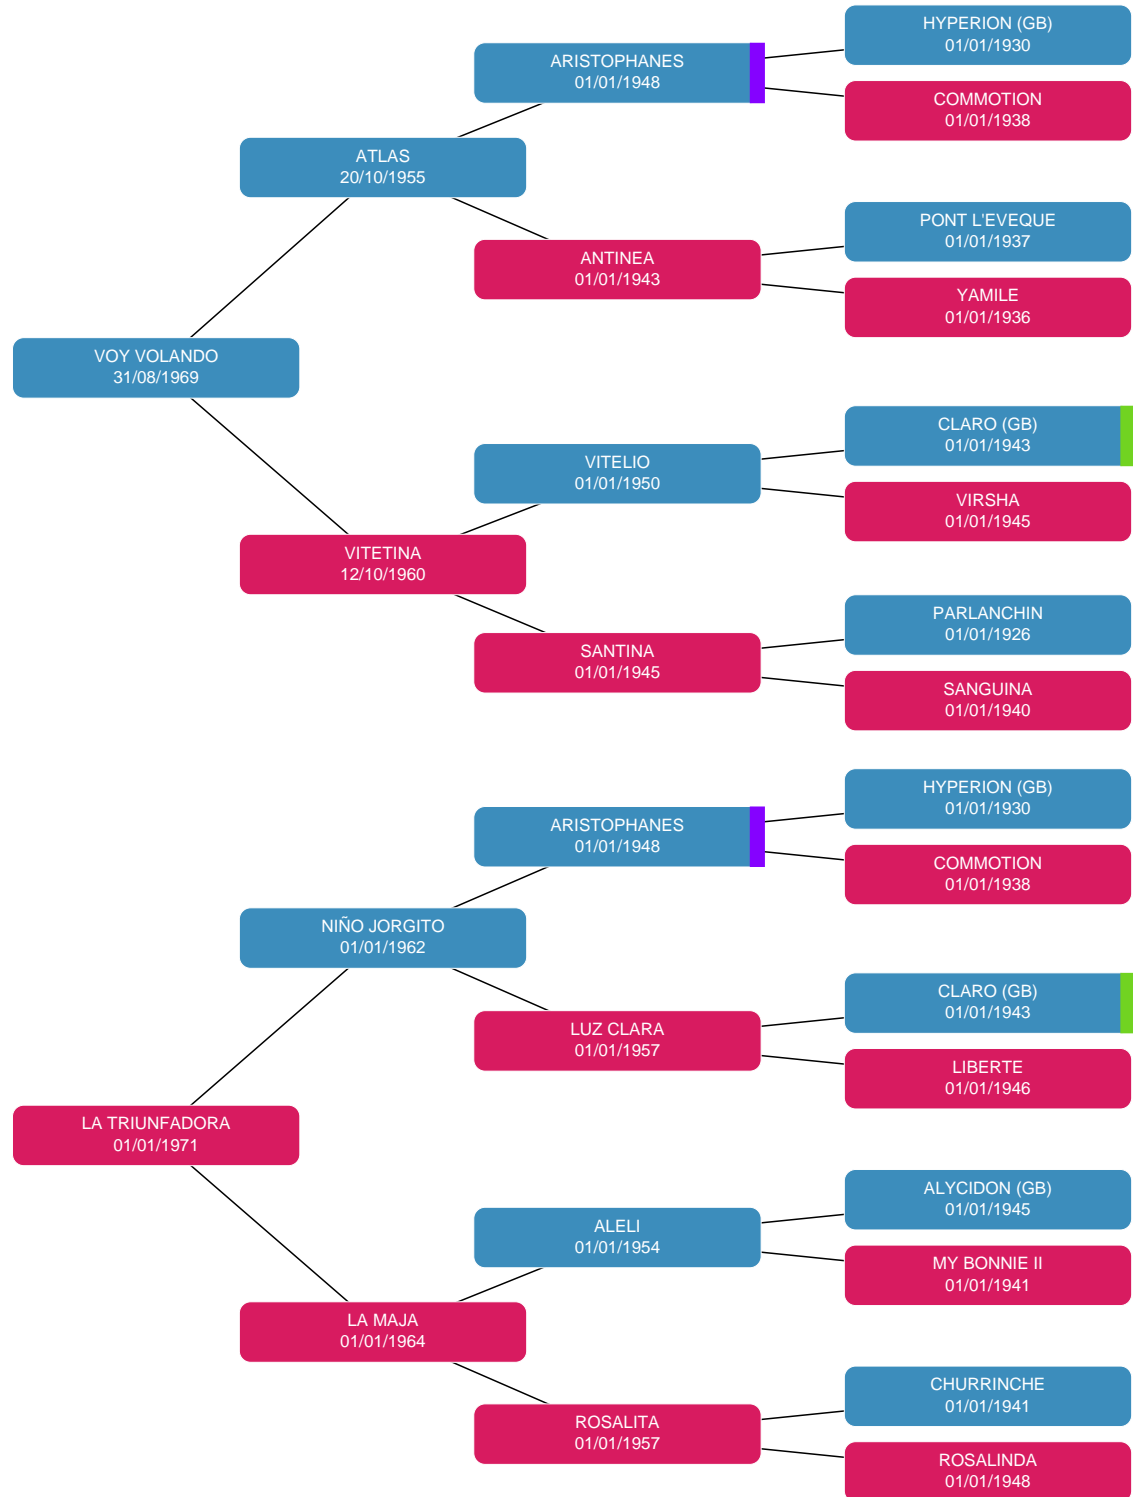 HYPERION (GB)
01/01/1930
ARISTOPHANES
01/01/1948
COMMOTION
01/01/1938
ATLAS
20/10/1955
PONT L'EVEQUE
01/01/1937
ANTINEA
01/01/1943
YAMILE
01/01/1936
VOY VOLANDO
31/08/1969
CLARO (GB)
01/01/1943
VITELIO
01/01/1950
VIRSHA
01/01/1945
VITETINA
12/10/1960
PARLANCHIN
01/01/1926
SANTINA
01/01/1945
SANGUINA
01/01/1940
HYPERION (GB)
01/01/1930
ARISTOPHANES
01/01/1948
COMMOTION
01/01/1938
NIÑO JORGITO
01/01/1962
CLARO (GB)
01/01/1943
LUZ CLARA
01/01/1957
LIBERTE
01/01/1946
LA TRIUNFADORA
01/01/1971
ALYCIDON (GB)
01/01/1945
ALELI
01/01/1954
MY BONNIE II
01/01/1941
LA MAJA
01/01/1964
CHURRINCHE
01/01/1941
ROSALITA
01/01/1957
ROSALINDA
01/01/1948